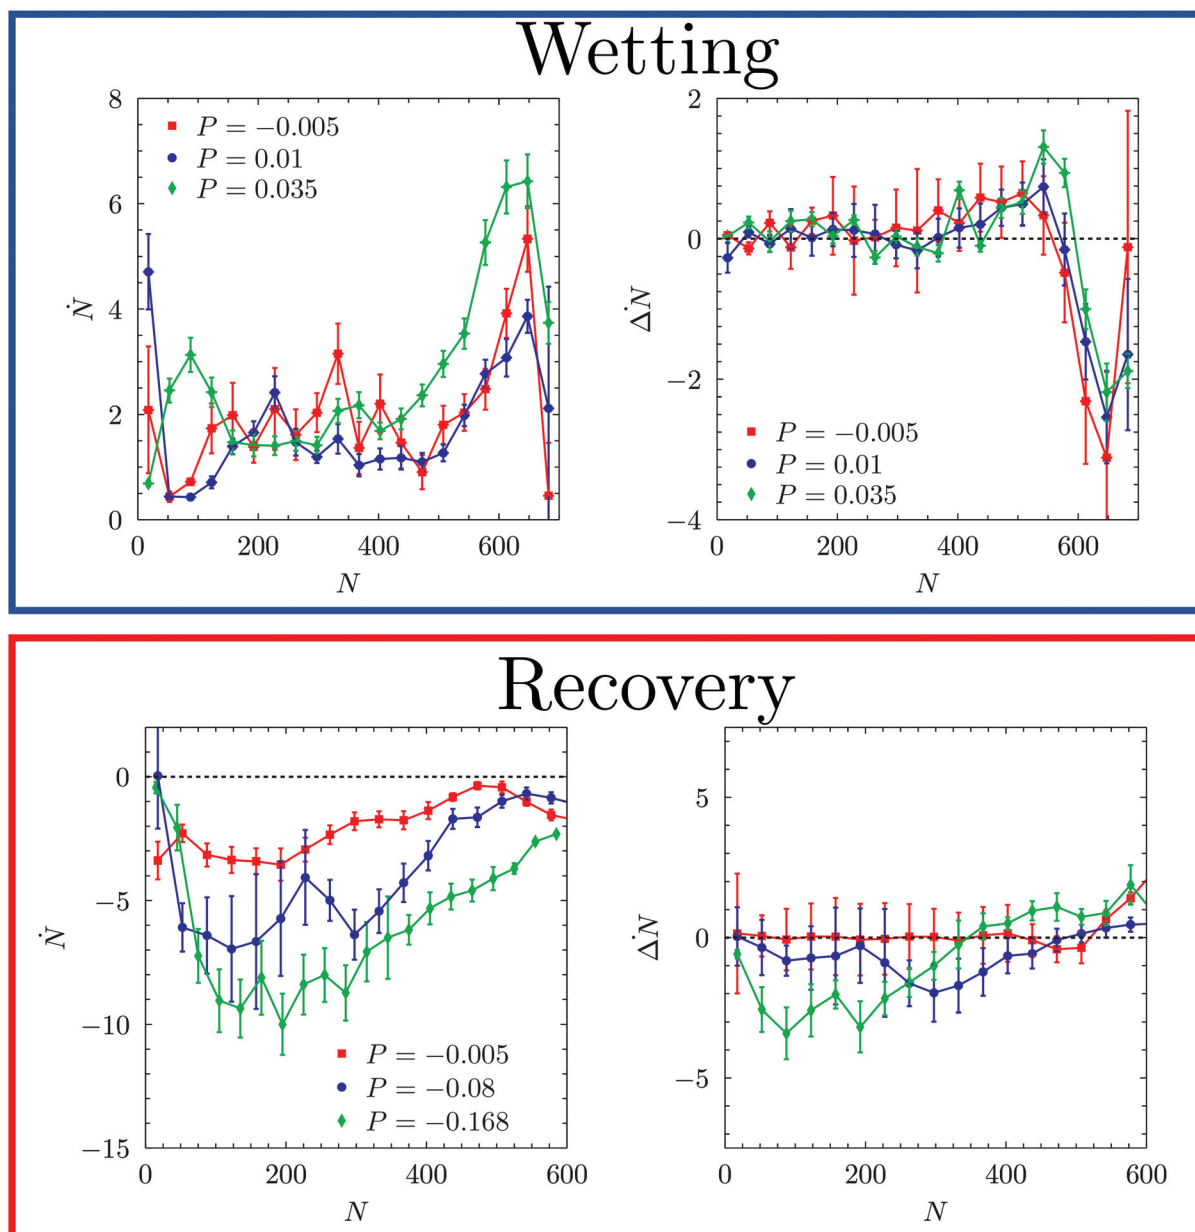 Wetting
8
6
4
2
0
Ṅ
P = −0.005
P = 0.01
P = 0.035
0 200 400 600
N
2
0
−2
−4
ΔṄ
P = −0.005
P = 0.01
P = 0.035
0 200 400 600
N
Recovery
0
−5
−10
−15
Ṅ
P = −0.005
P = −0.08
P = −0.168
0 200 400 600
N
5
0
−5
ΔṄ
0 200 400 600
N